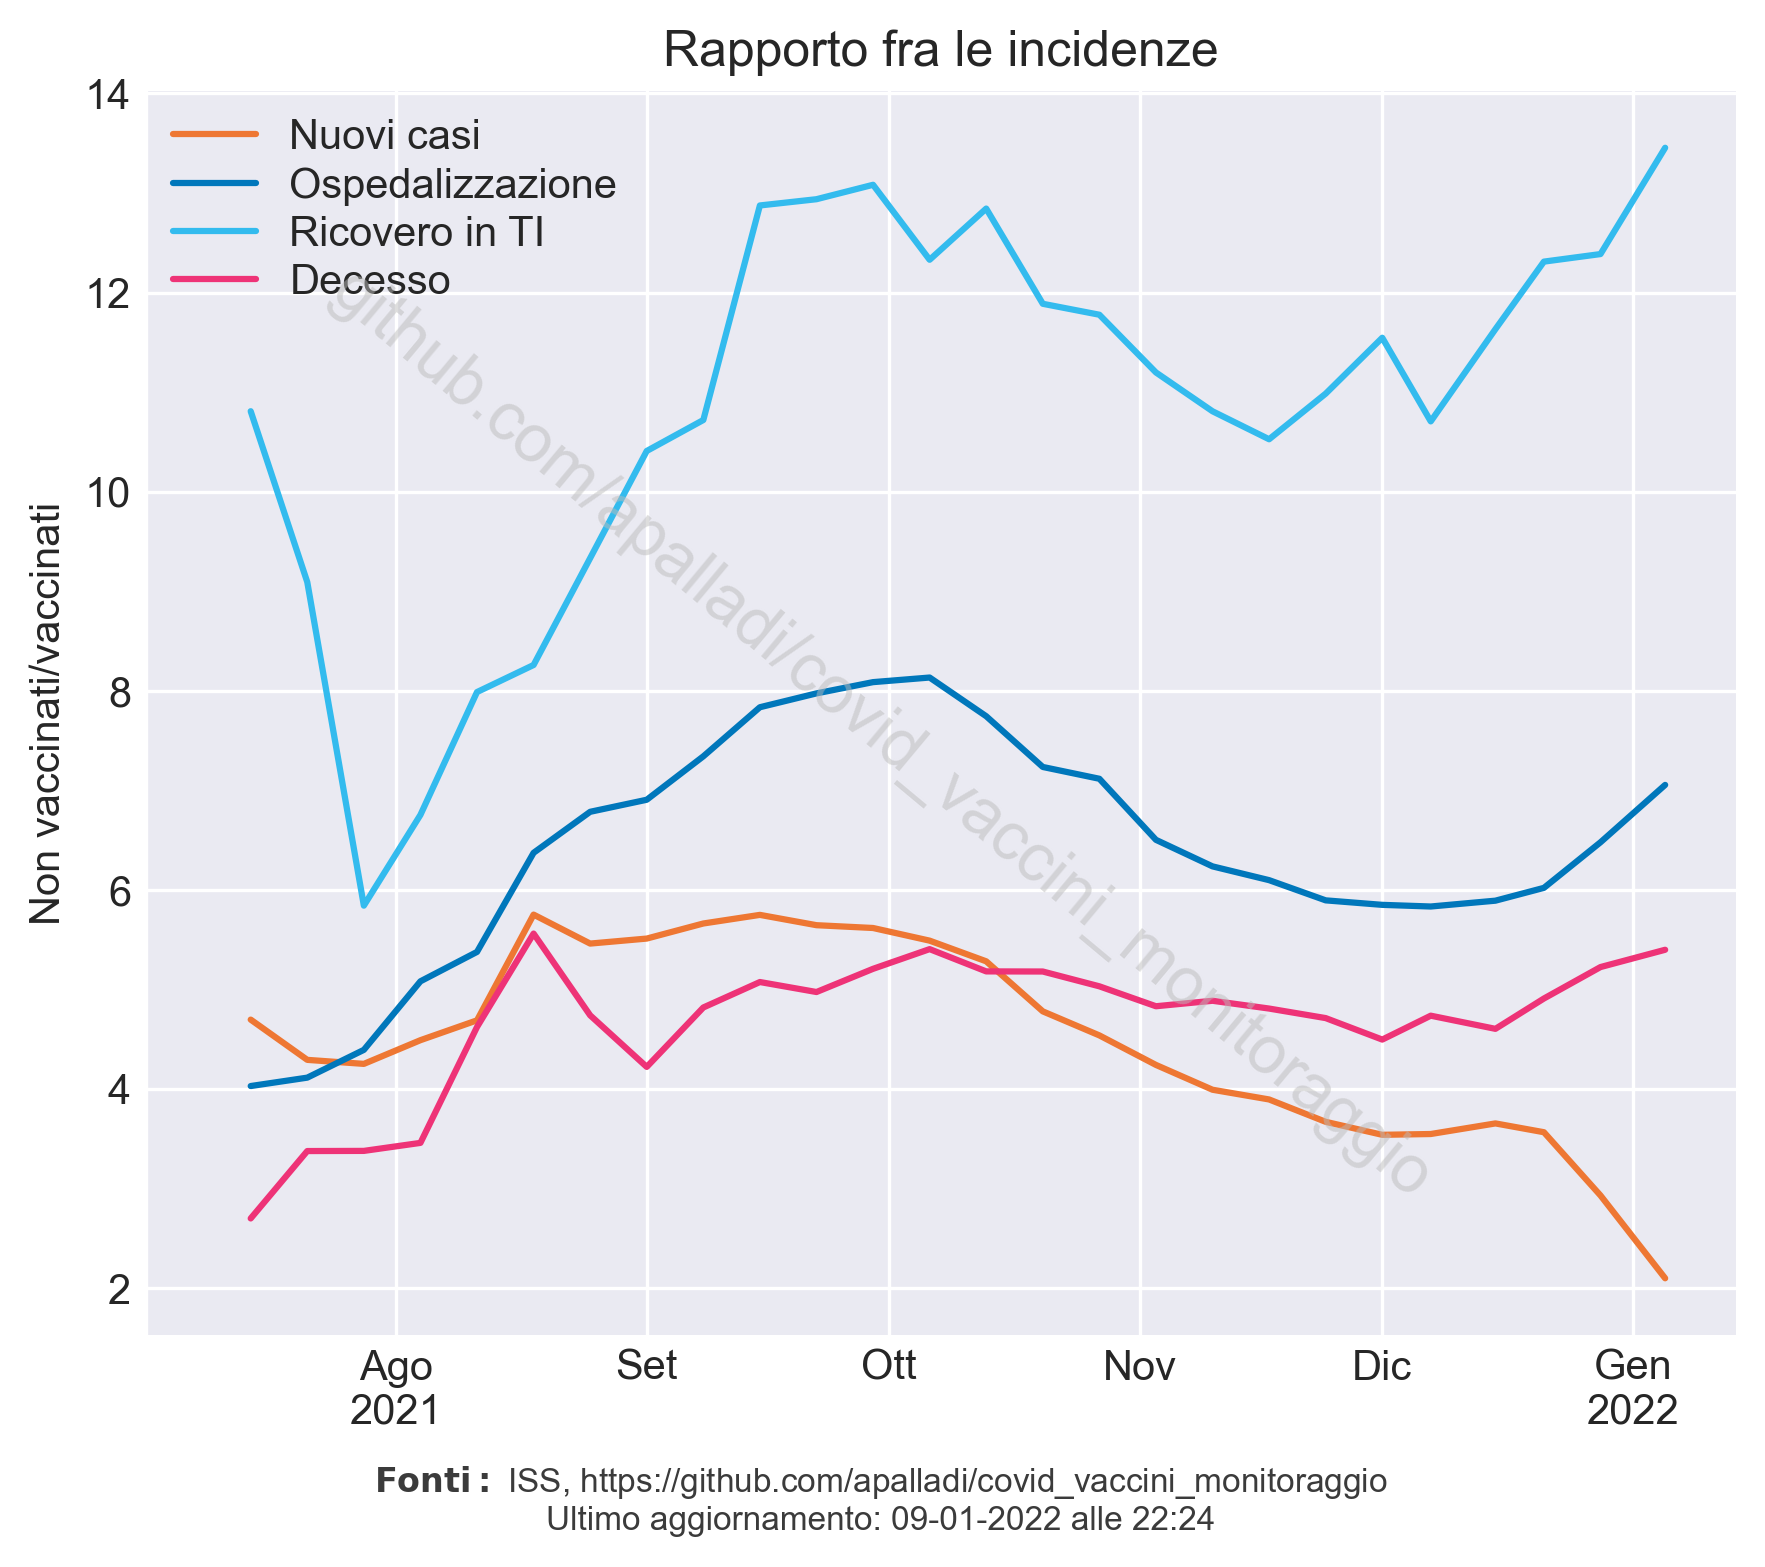 Rapporto fra le incidenze
14
12
10
8
6
4
2
Non vaccinati/vaccinati
Nuovi casi
Ospedalizzazione
Ricovero in TI
Decesso
github.com/apalladi/covid_vaccini_monitoraggio
Ago Set Ott Nov Dic Gen
2021 2022
Fonti: ISS, https://github.com/apalladi/covid_vaccini_monitoraggio
Ultimo aggiornamento: 09-01-2022 alle 22:24